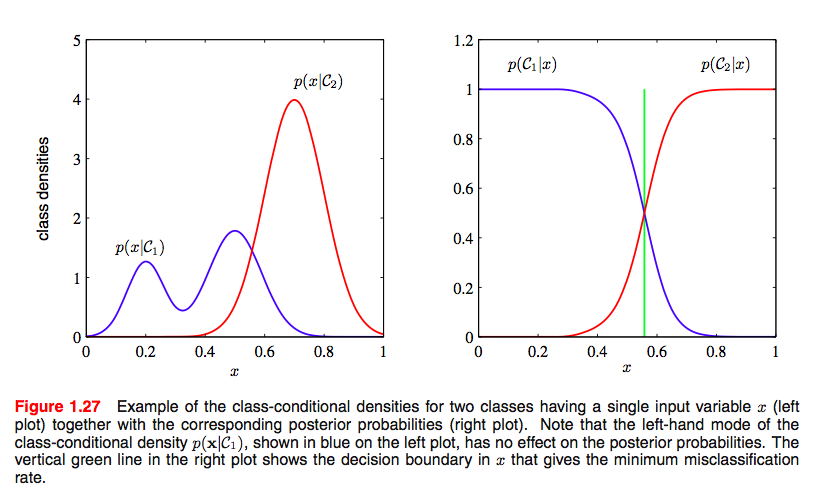 5
4
3
2
1
0
0
0.2
0.4
0.6
0.8
1
x
class densities
p(x|C₁)
p(x|C₂)
1.2
1
0.8
0.6
0.4
0.2
0
0
0.2
0.4
0.6
0.8
1
x
p(C₁|x)
p(C₂|x)
Figure 1.27 Example of the class-conditional densities for two classes having a single input variable x (left
plot) together with the corresponding posterior probabilities (right plot). Note that the left-hand mode of the
class-conditional density p(x|C₁), shown in blue on the left plot, has no effect on the posterior probabilities. The
vertical green line in the right plot shows the decision boundary in x that gives the minimum misclassification
rate.